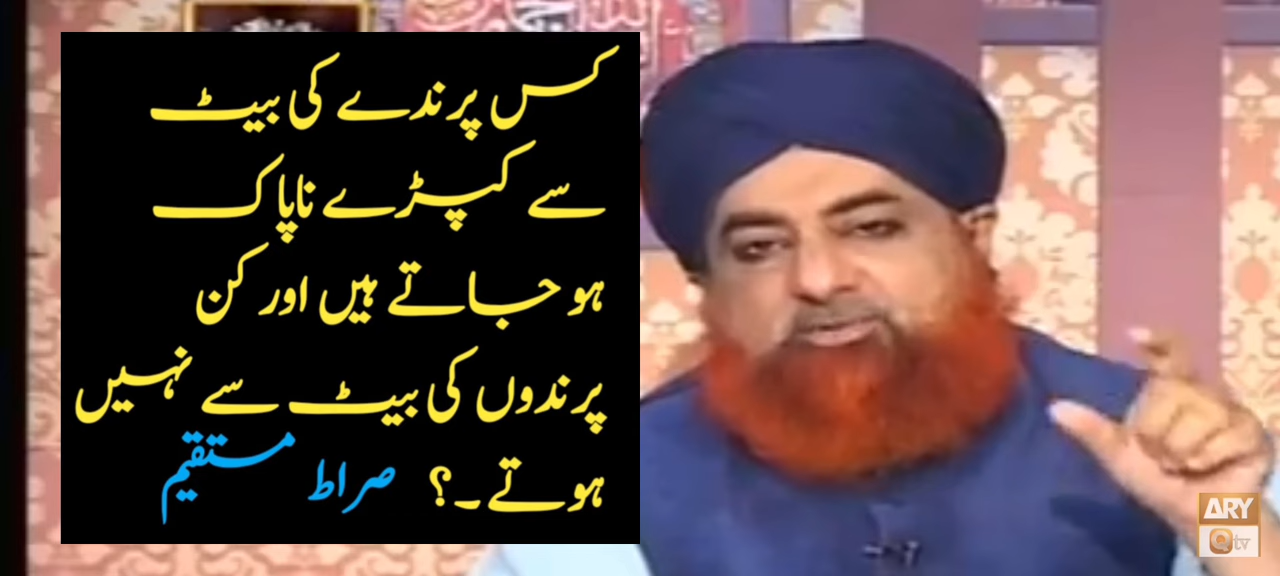 کس پرندے کی بیٹ
سے کپڑے ناپاک
ہو جاتے ہیں اور کن
پرندوں کی بیٹ سے نہیں
ہوتے۔؟ صراط مستقیم
ARY
Qtv